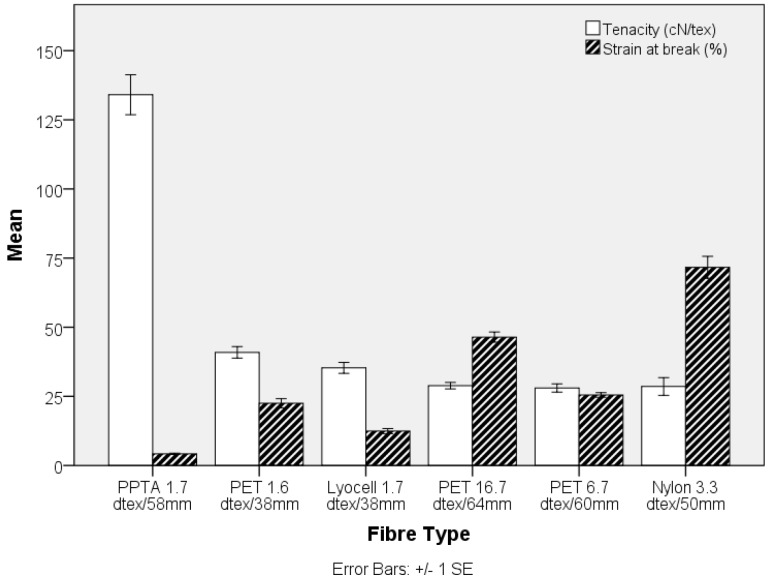 Tenacity (cN/tex)
Strain at break (%)
150
125
100
75
50
25
0
Mean
PPTA 1.7 dtex/58mm
PET 1.6 dtex/38mm
Lyocell 1.7 dtex/38mm
PET 16.7 dtex/64mm
PET 6.7 dtex/60mm
Nylon 3.3 dtex/50mm
Fibre Type
Error Bars: +/- 1 SE